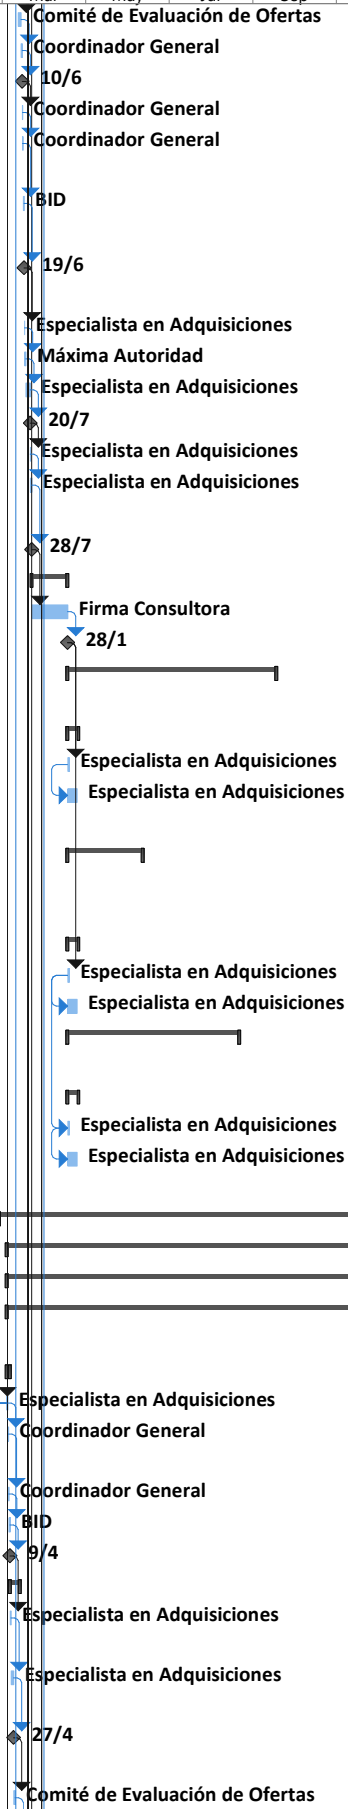 Comité de Evaluación de Ofertas
Coordinador General
10/6
Coordinador General
Coordinador General
BID
19/6
Especialista en Adquisiciones
Máxima Autoridad
Especialista en Adquisiciones
20/7
Especialista en Adquisiciones
Especialista en Adquisiciones
28/7
Firma Consultora
28/1
Especialista en Adquisiciones
Especialista en Adquisiciones
Especialista en Adquisiciones
Especialista en Adquisiciones
Especialista en Adquisiciones
Especialista en Adquisiciones
Especialista en Adquisiciones
Coordinador General
Coordinador General
BID
9/4
Especialista en Adquisiciones
Especialista en Adquisiciones
27/4
Comité de Evaluación de Ofertas